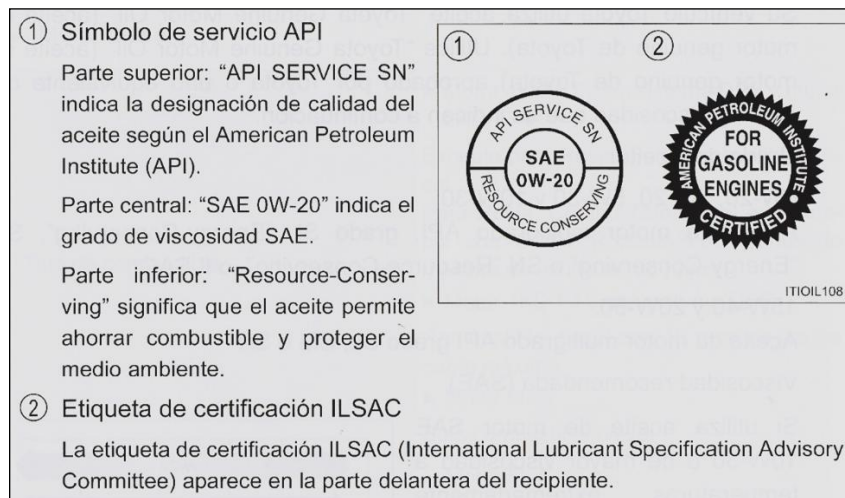 ① Símbolo de servicio API
Parte superior: “API SERVICE SN”
indica la designación de calidad del
aceite según el American Petroleum
Institute (API).
Parte central: “SAE 0W-20” indica el
grado de viscosidad SAE.
Parte inferior: “Resource-Conser-
ving” significa que el aceite permite
ahorrar combustible y proteger el
medio ambiente.
① ②
API SERVICE SN
SAE
0W-20
RESOURCE CONSERVING
AMERICAN PETROLEUM INSTITUTE
FOR
GASOLINE
ENGINES
CERTIFIED
ITIOIL108
② Etiqueta de certificación ILSAC
La etiqueta de certificación ILSAC (International Lubricant Specification Advisory
Committee) aparece en la parte delantera del recipiente.